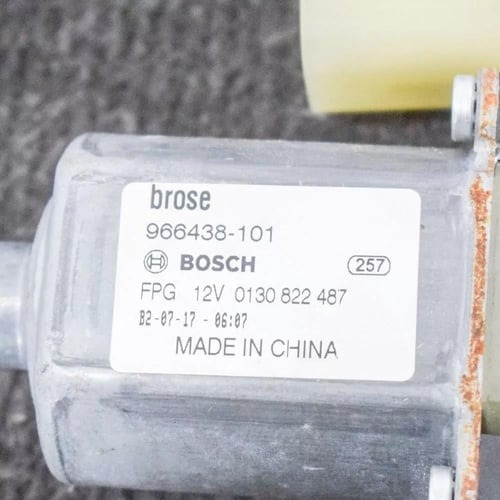 brose
966438-101
BOSCH 257
FPG 12V 0130 822 487
B2-07-17 - 06:07
MADE IN CHINA